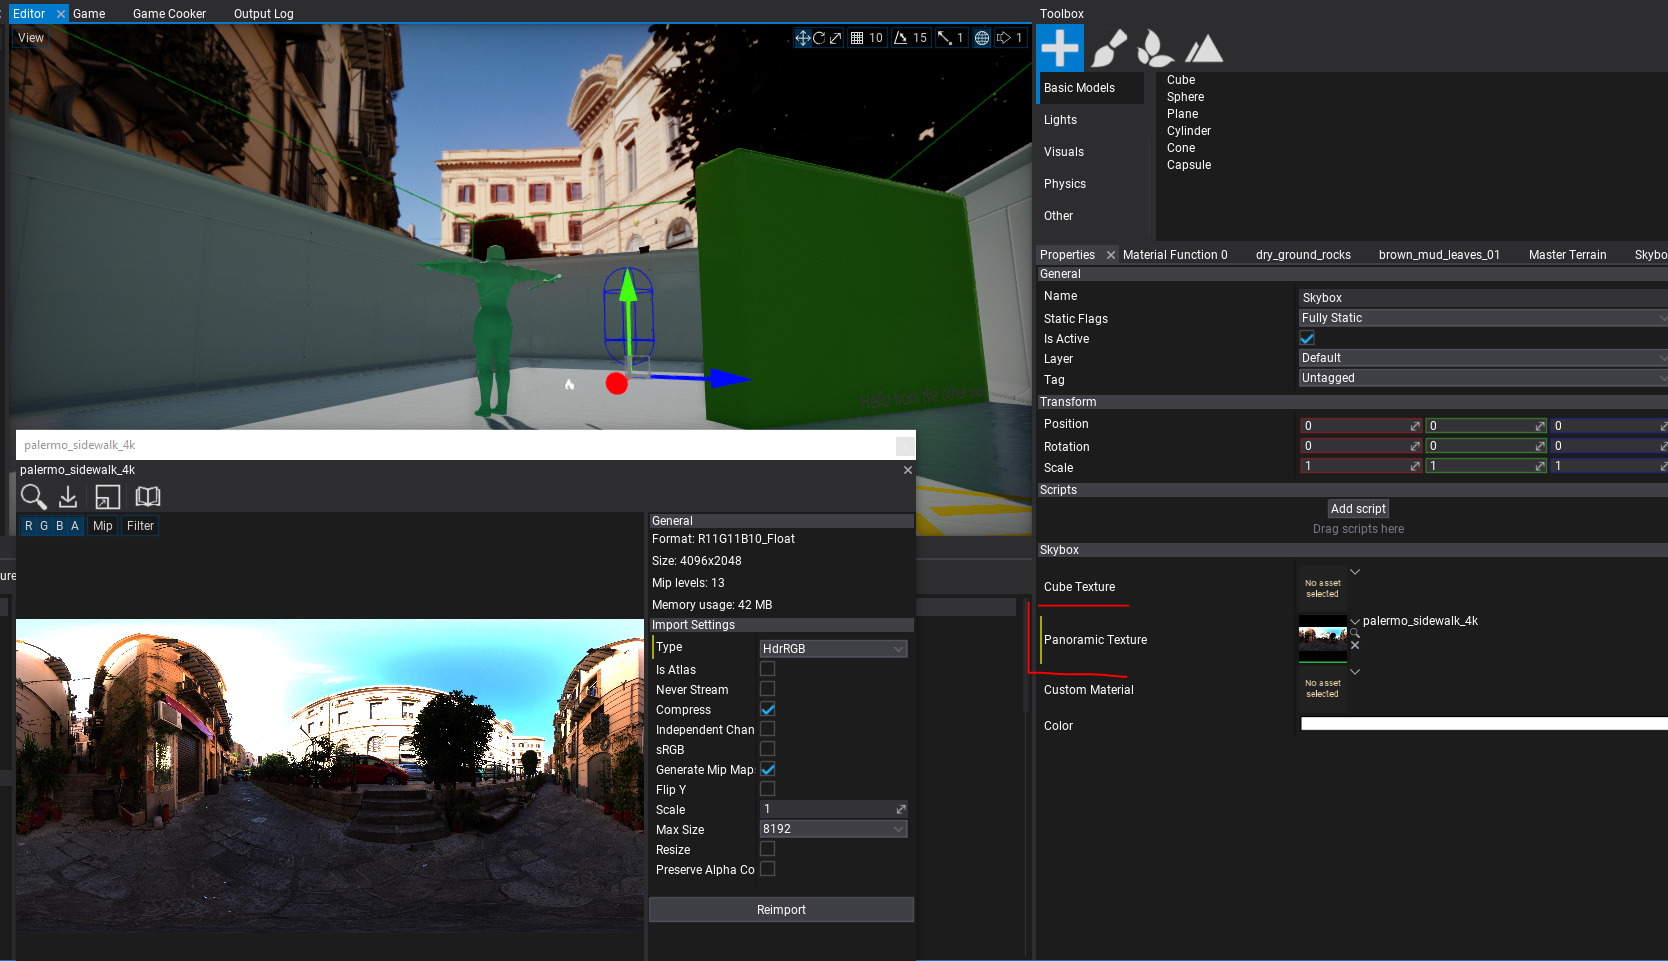 Editor
Game
Game Cooker
Output Log
View
10
15
1
1
Hello from the other
palermo_sidewalk_4k
palermo_sidewalk_4k
R G B A
Mip
Filter
General
Format: R11G11B10_Float
Size: 4096x2048
Mip levels: 13
Memory usage: 42 MB
Import Settings
Type
HdrRGB
Is Atlas
Never Stream
Compress
Independent Chan
sRGB
Generate Mip Map
Flip Y
Scale
1
Max Size
8192
Resize
Preserve Alpha Co
Reimport
ure
Toolbox
Basic Models
Lights
Visuals
Physics
Other
Cube
Sphere
Plane
Cylinder
Cone
Capsule
Properties
Material Function 0
dry_ground_rocks
brown_mud_leaves_01
Master Terrain
Skybo
General
Name
Skybox
Static Flags
Fully Static
Is Active
Layer
Default
Tag
Untagged
Transform
Position
0
0
0
Rotation
0
0
0
Scale
1
1
1
Scripts
Add script
Drag scripts here
Skybox
Cube Texture
No asset
selected
Panoramic Texture
palermo_sidewalk_4k
Custom Material
No asset
selected
Color